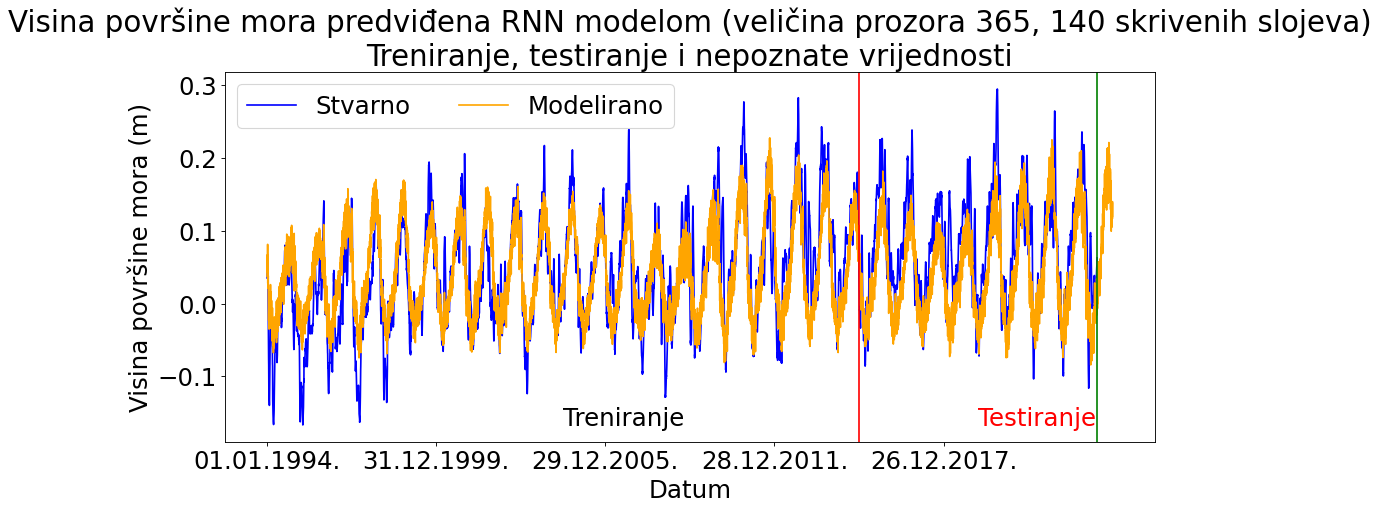 Visina površine mora predviđena RNN modelom (veličina prozora 365, 140 skrivenih slojeva)
Treniranje, testiranje i nepoznate vrijednosti
Stvarno Modelirano
0.3
0.2
0.1
0.0
−0.1
Visina površine mora (m)
Treniranje Testiranje
01.01.1994. 31.12.1999. 29.12.2005. 28.12.2011. 26.12.2017.
Datum